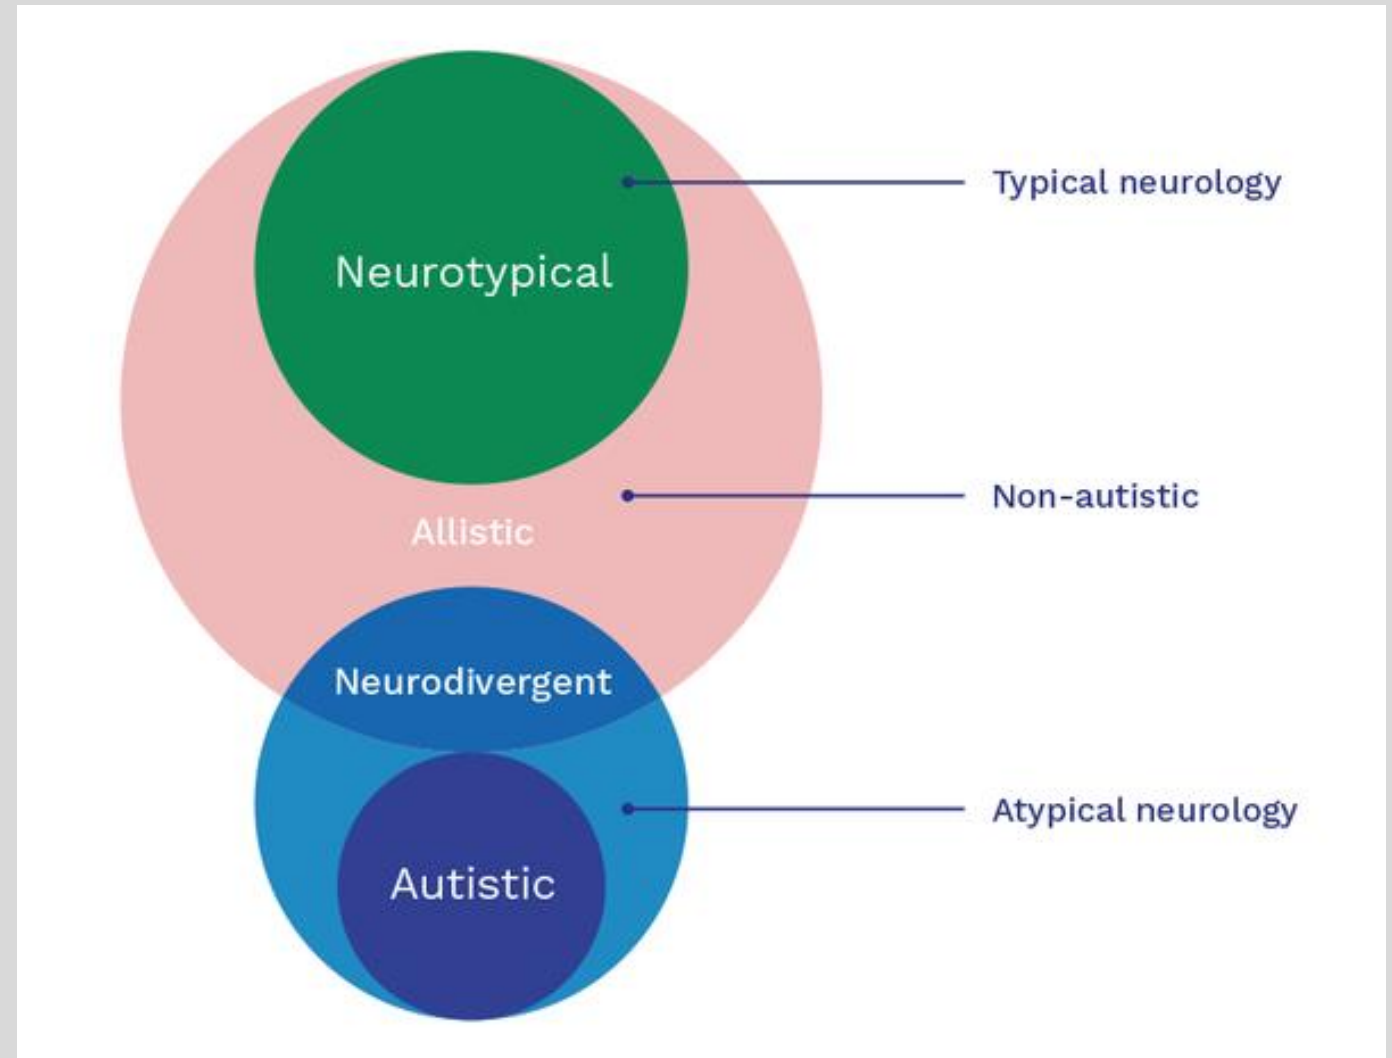 Typical neurology
Neurotypical
Non-autistic
Allistic
Neurodivergent
Atypical neurology
Autistic